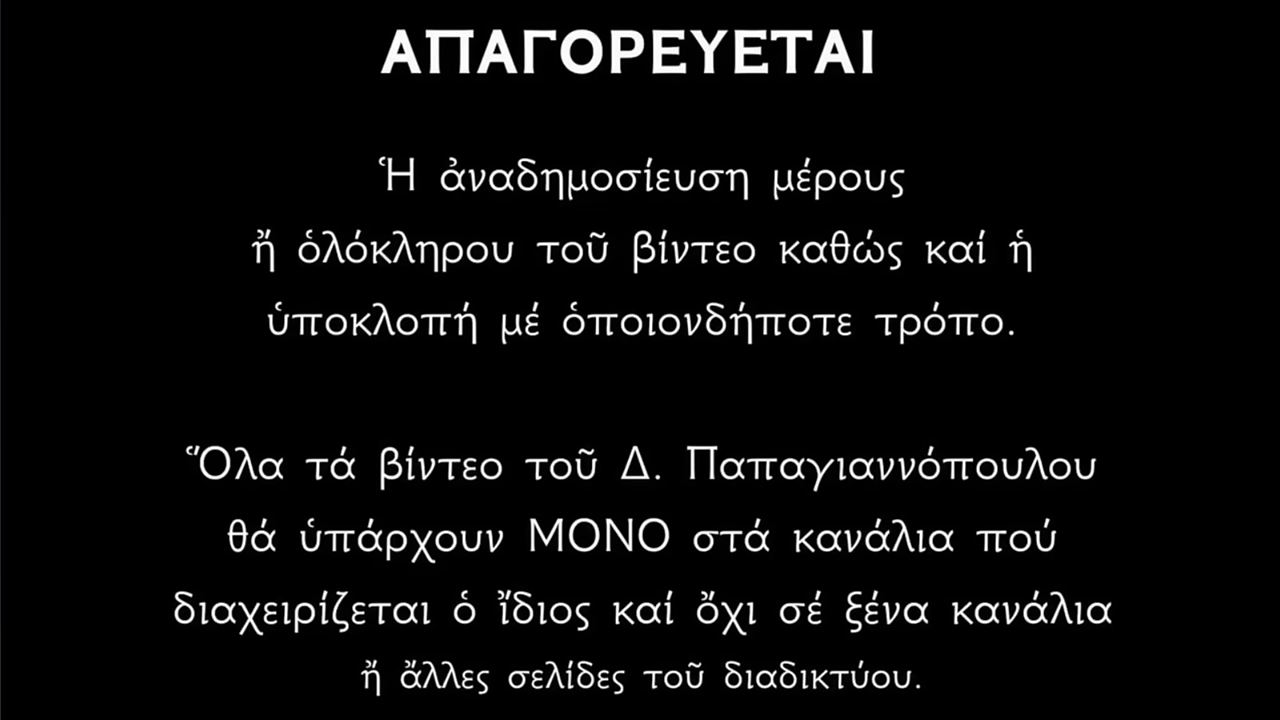 ΑΠΑΓΟΡΕΥΕΤΑΙ
Ἡ ἀναδημοσίευση μέρους
ἤ ὁλόκληρου τοῦ βίντεο καθώς καί ἡ
ὑποκλοπή μέ ὁποιονδήποτε τρόπο.
Ὅλα τά βίντεο τοῦ Δ. Παπαγιαννόπουλου
θά ὑπάρχουν ΜΟΝΟ στά κανάλια πού
διαχειρίζεται ὁ ἴδιος καί ὄχι σέ ξένα κανάλια
ἤ ἄλλες σελίδες τοῦ διαδικτύου.